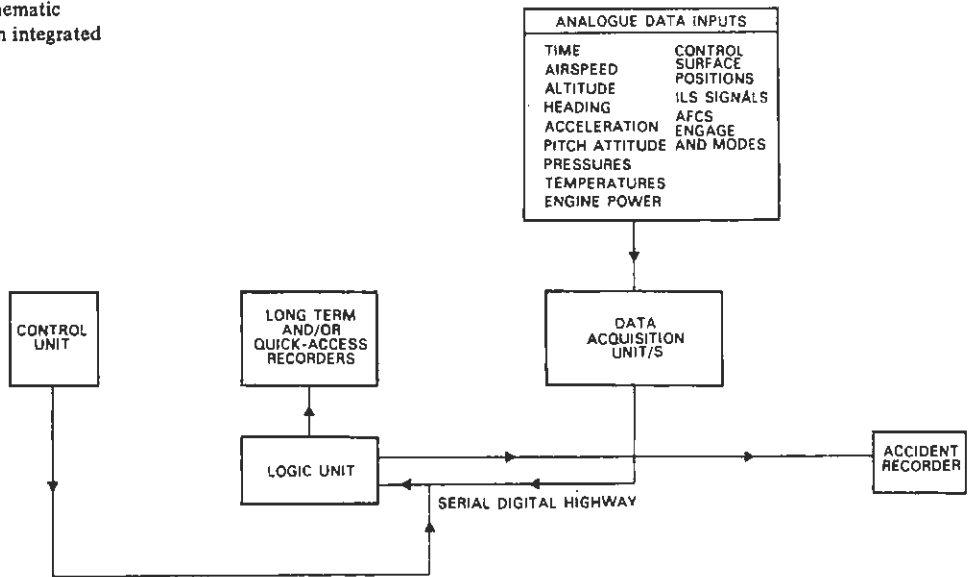 integrated
ANALOGUE DATA INPUTS
TIME
AIRSPEED
ALTITUDE
HEADING
ACCELERATION
PITCH ATTITUDE
PRESSURES
TEMPERATURES
ENGINE POWER
CONTROL
SURFACE
POSITIONS
ILS SIGNALS
AFCS
ENGAGE
AND MODES
CONTROL
UNIT
LONG TERM
AND/OR
QUICK-ACCESS
RECORDERS
DATA
ACQUISITION
UNIT/S
LOGIC UNIT
ACCIDENT
RECORDER
SERIAL DIGITAL HIGHWAY